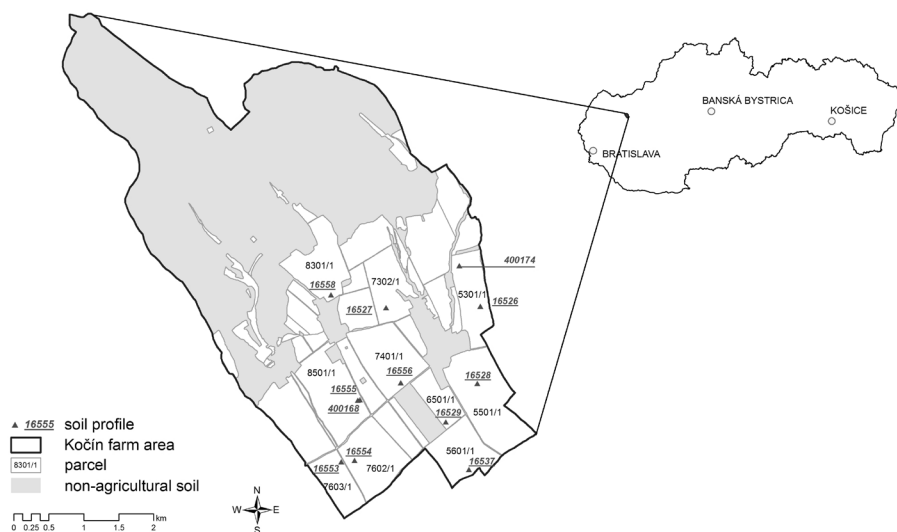 BANSKÁ BYSTRICA
KOŠICE
BRATISLAVA
400174
8301/1
16558
7302/1
5301/1
16527
16526
7401/1
8501/1
16556
16528
16555
400168
6501/1
16529
5501/1
16554
5601/1
16553
7602/1
16537
7603/1
16555 soil profile
Kočín farm area
8301/1 parcel
non-agricultural soil
km
0 0.25 0.5 1 1.5 2
N
W E
S